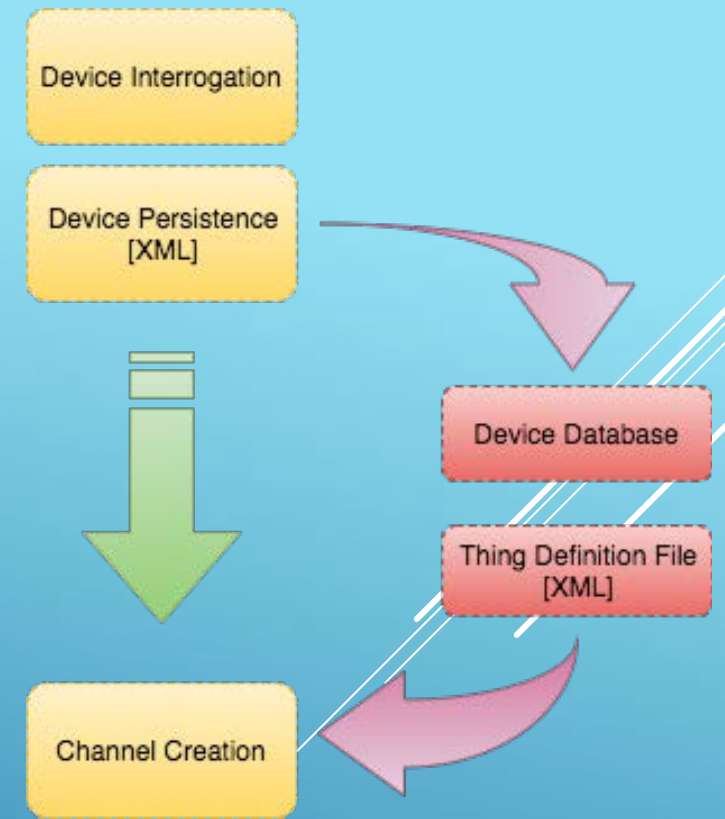 Device Interrogation
Device Persistence
[XML]
Device Database
Thing Definition File
[XML]
Channel Creation